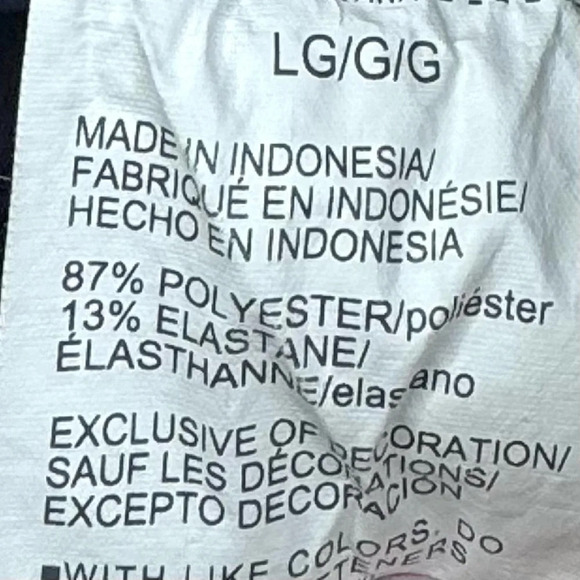 LG/G/G
MADE IN INDONESIA/
FABRIQUÉ EN INDONÉSIE/
HECHO EN INDONESIA
87% POLYESTER/poliéster
13% ELASTANE/
ÉLASTHANNE/elastano
EXCLUSIVE OF DECORATION/
SAUF LES DÉCORATIONS/
EXCEPTO DECORACIÓN
WITH LIKE COLORS. DO